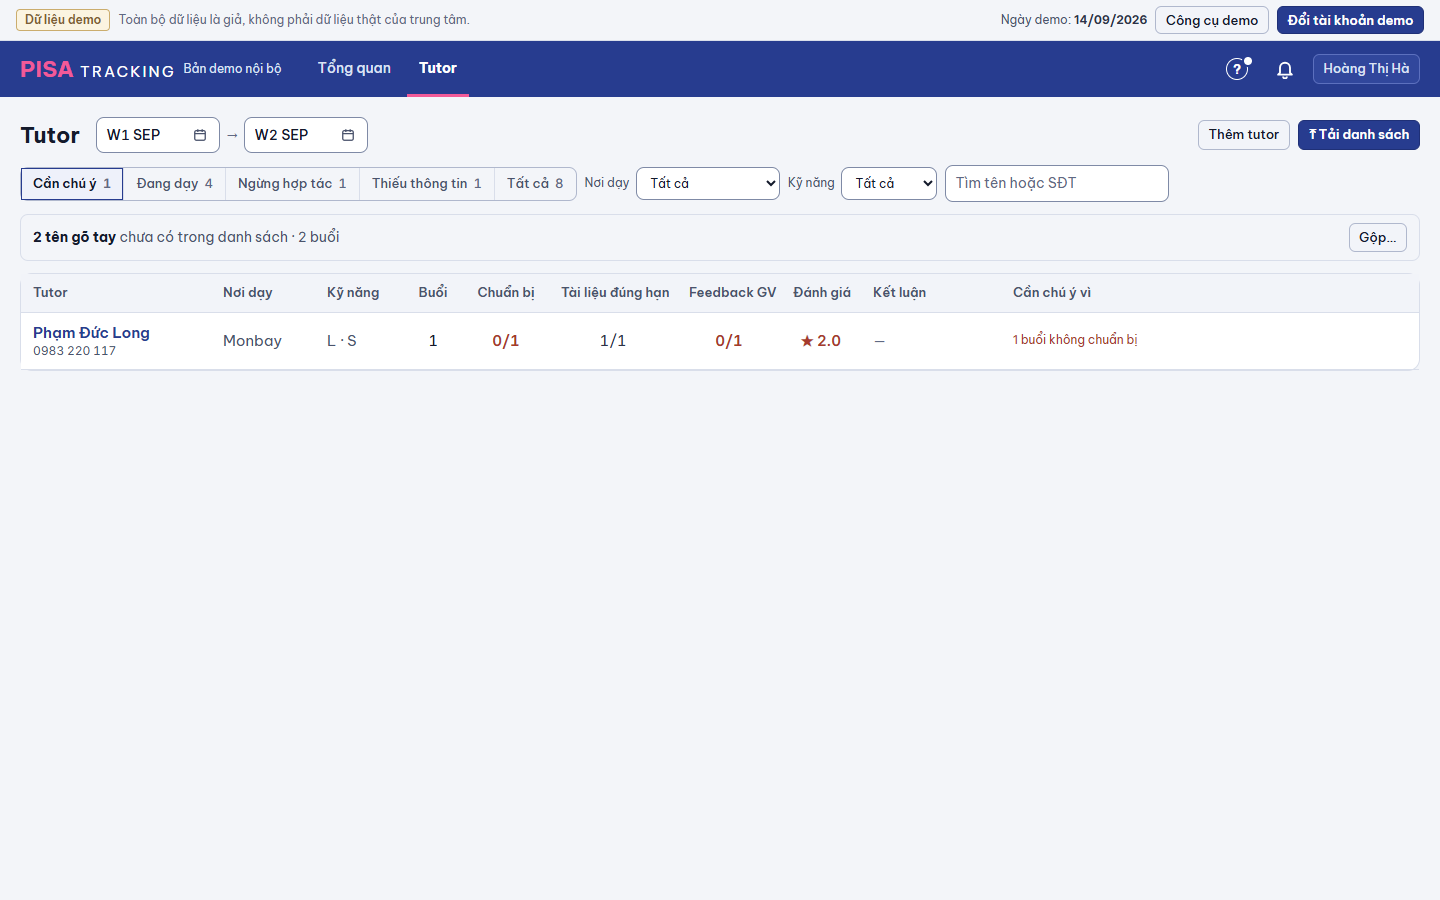 Dữ liệu demo Toàn bộ dữ liệu là giả, không phải dữ liệu thật của trung tâm. Ngày demo: 14/09/2026 Công cụ demo Đổi tài khoản demo
PISA TRACKING Bản demo nội bộ Tổng quan Tutor ? Hoàng Thị Hà
Tutor W1 SEP → W2 SEP Thêm tutor ⤒ Tải danh sách
Cần chú ý 1 Đang dạy 4 Ngừng hợp tác 1 Thiếu thông tin 1 Tất cả 8 Nơi dạy Tất cả Kỹ năng Tất cả Tìm tên hoặc SĐT
2 tên gõ tay chưa có trong danh sách · 2 buổi Gộp...
Tutor Nơi dạy Kỹ năng Buổi Chuẩn bị Tài liệu đúng hạn Feedback GV Đánh giá Kết luận Cần chú ý vì
Phạm Đức Long Monbay L · S 1 0/1 1/1 0/1 ★ 2.0 — 1 buổi không chuẩn bị
0983 220 117